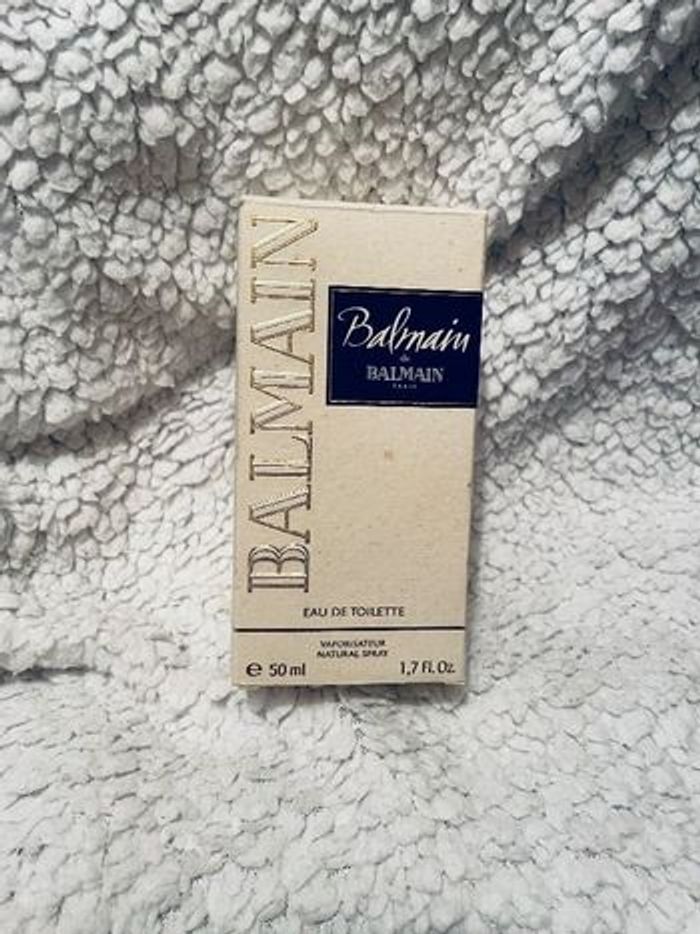 BALMAIN
Balmain
de
BALMAIN
PARIS
EAU DE TOILETTE
VAPORISATEUR
NATURAL SPRAY
e 50 ml 1,7 Fl. Oz.